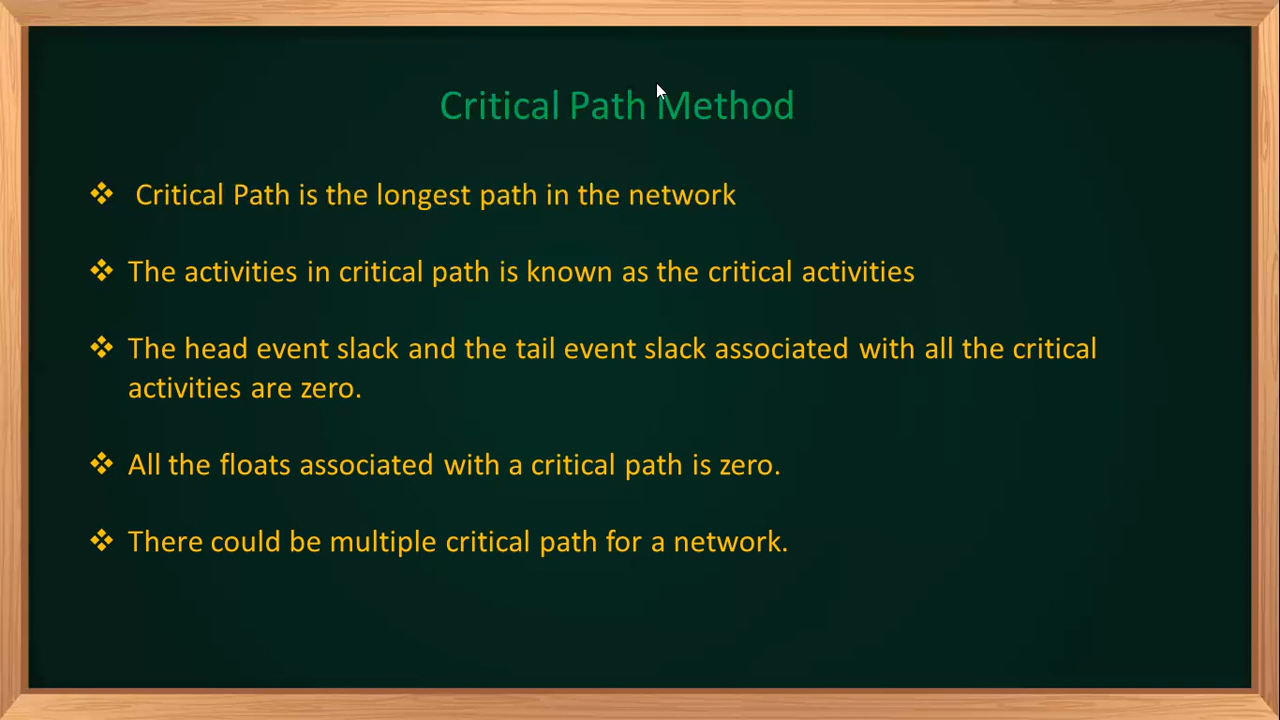 Critical Path Method
❖ Critical Path is the longest path in the network
❖ The activities in critical path is known as the critical activities
❖ The head event slack and the tail event slack associated with all the critical
activities are zero.
❖ All the floats associated with a critical path is zero.
❖ There could be multiple critical path for a network.